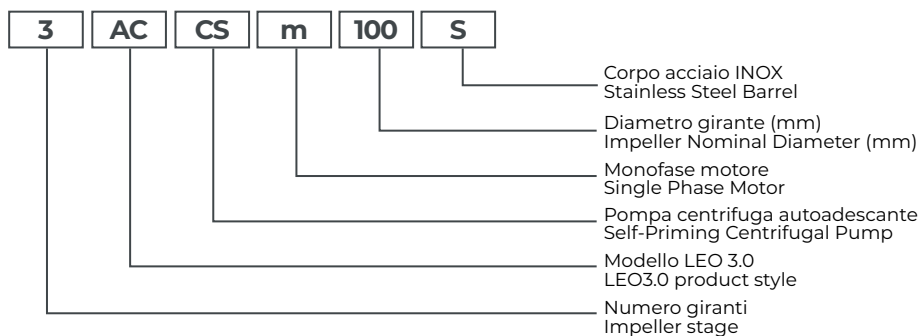 3 AC CS m 100 S
Corpo acciaio INOX
Stainless Steel Barrel
Diametro girante (mm)
Impeller Nominal Diameter (mm)
Monofase motore
Single Phase Motor
Pompa centrifuga autoadescante
Self-Priming Centrifugal Pump
Modello LEO 3.0
LEO3.0 product style
Numero giranti
Impeller stage